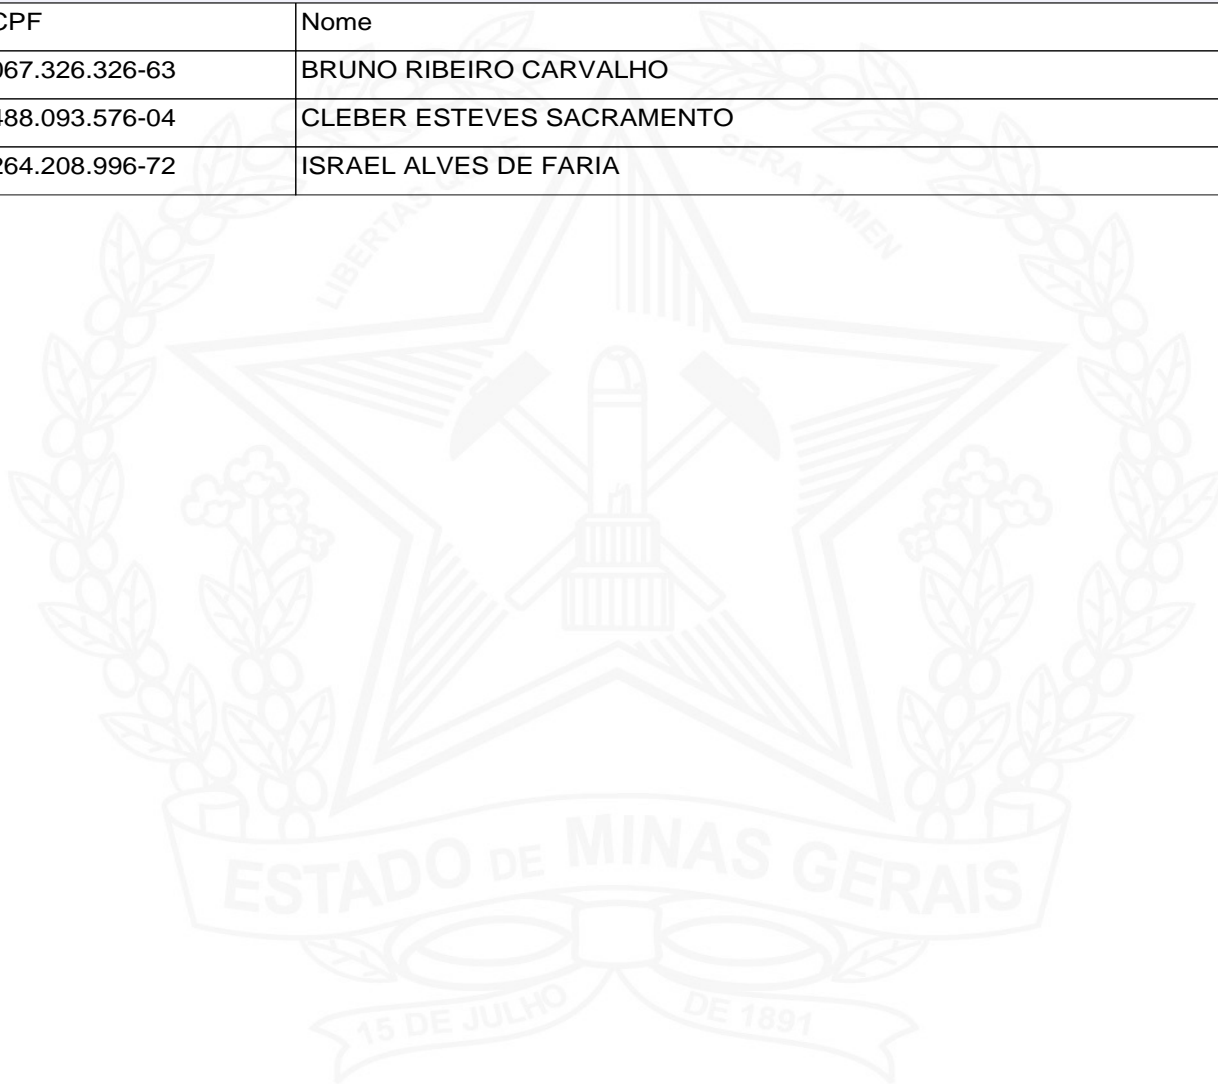 CPF Nome
067.326.326-63 BRUNO RIBEIRO CARVALHO
488.093.576-04 CLEBER ESTEVES SACRAMENTO
264.208.996-72 ISRAEL ALVES DE FARIA
LIBERTAS QUE SERA TAMEN
ESTADO DE MINAS GERAIS
15 DE JULHO DE 1891